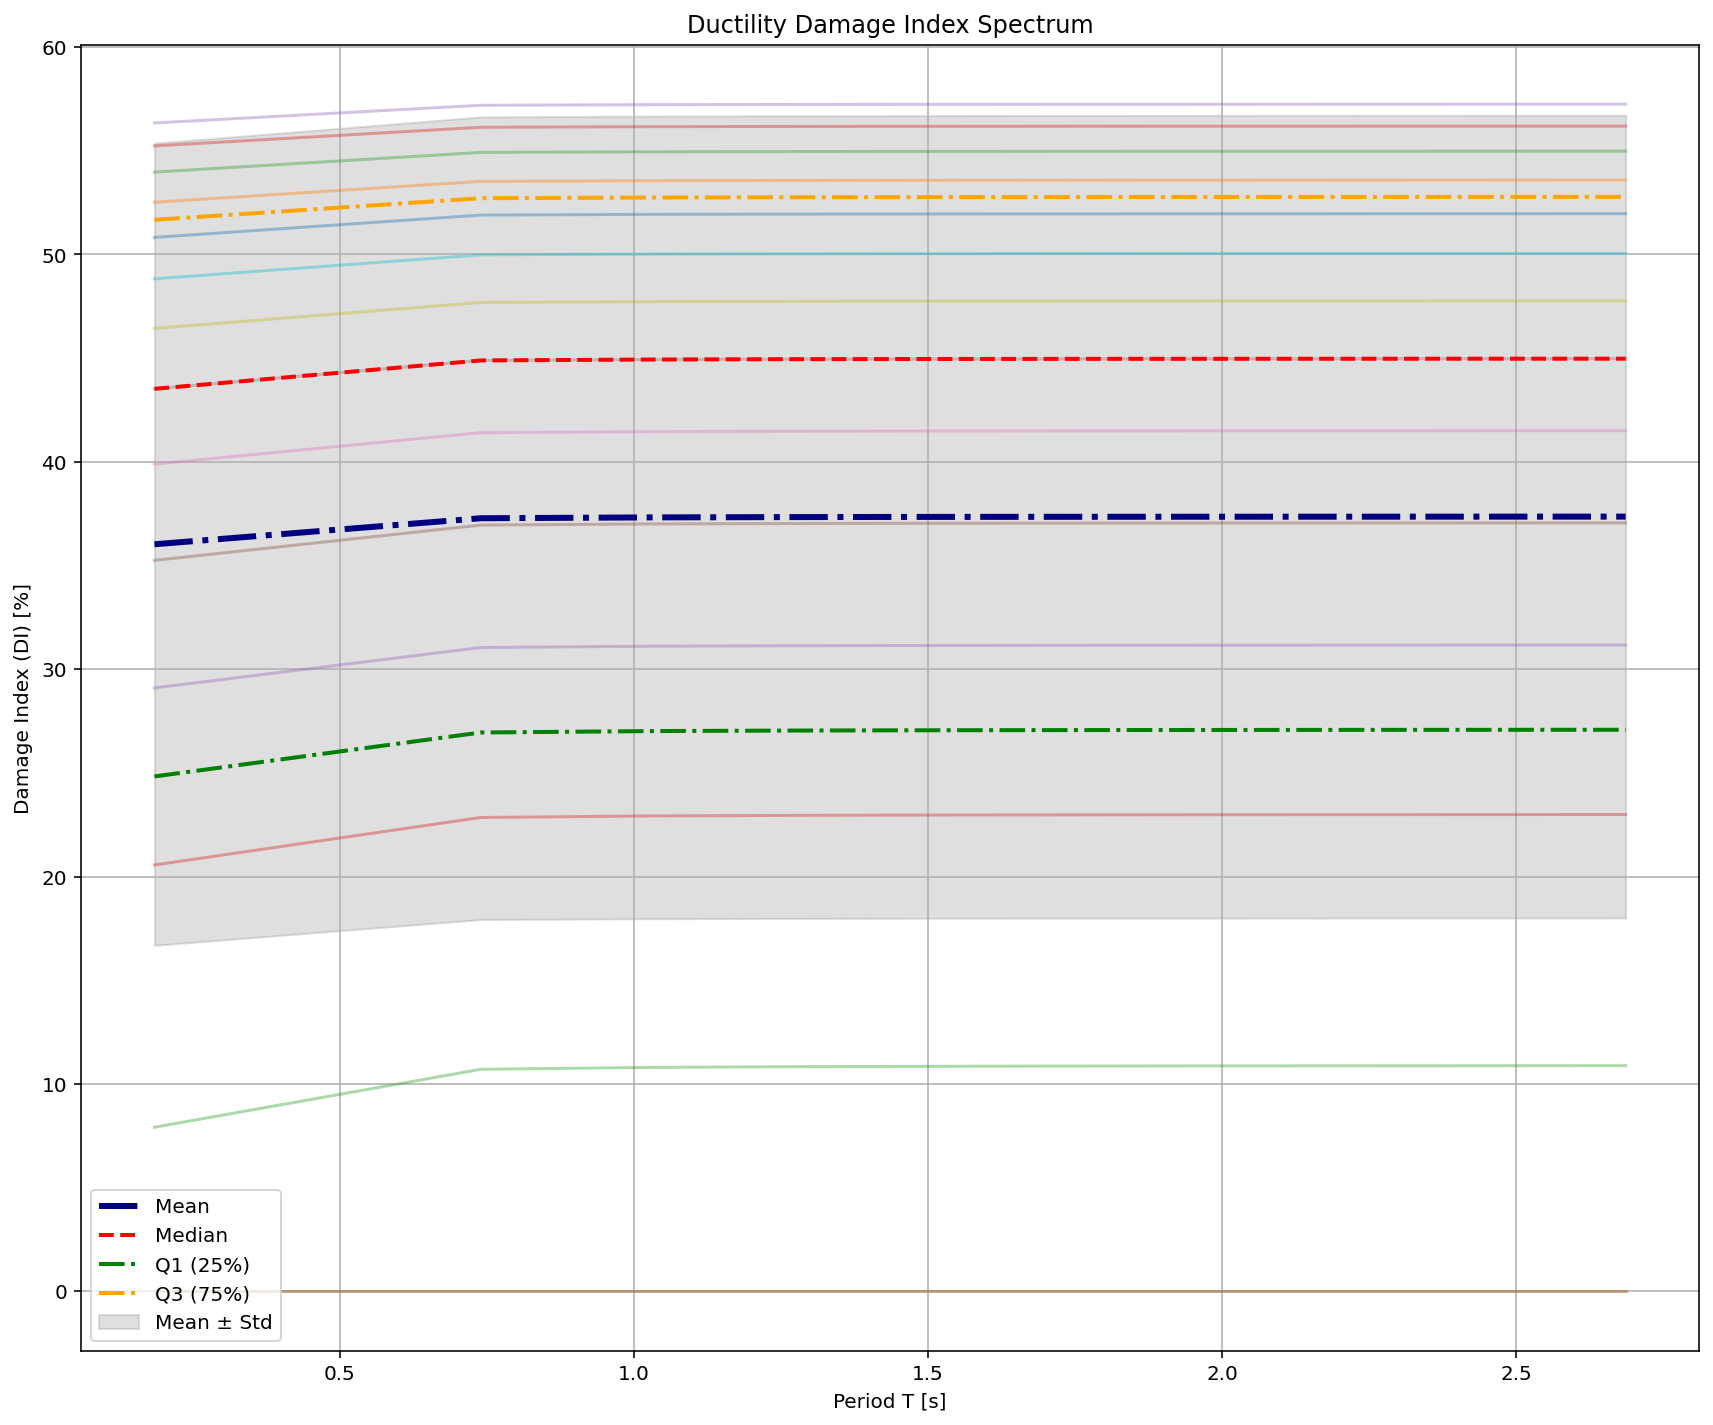 Ductility Damage Index Spectrum
60
50
40
30
20
10
0
Damage Index (DI) [%]
Mean
Median
Q1 (25%)
Q3 (75%)
Mean ± Std
0.5
1.0
1.5
2.0
2.5
Period T [s]